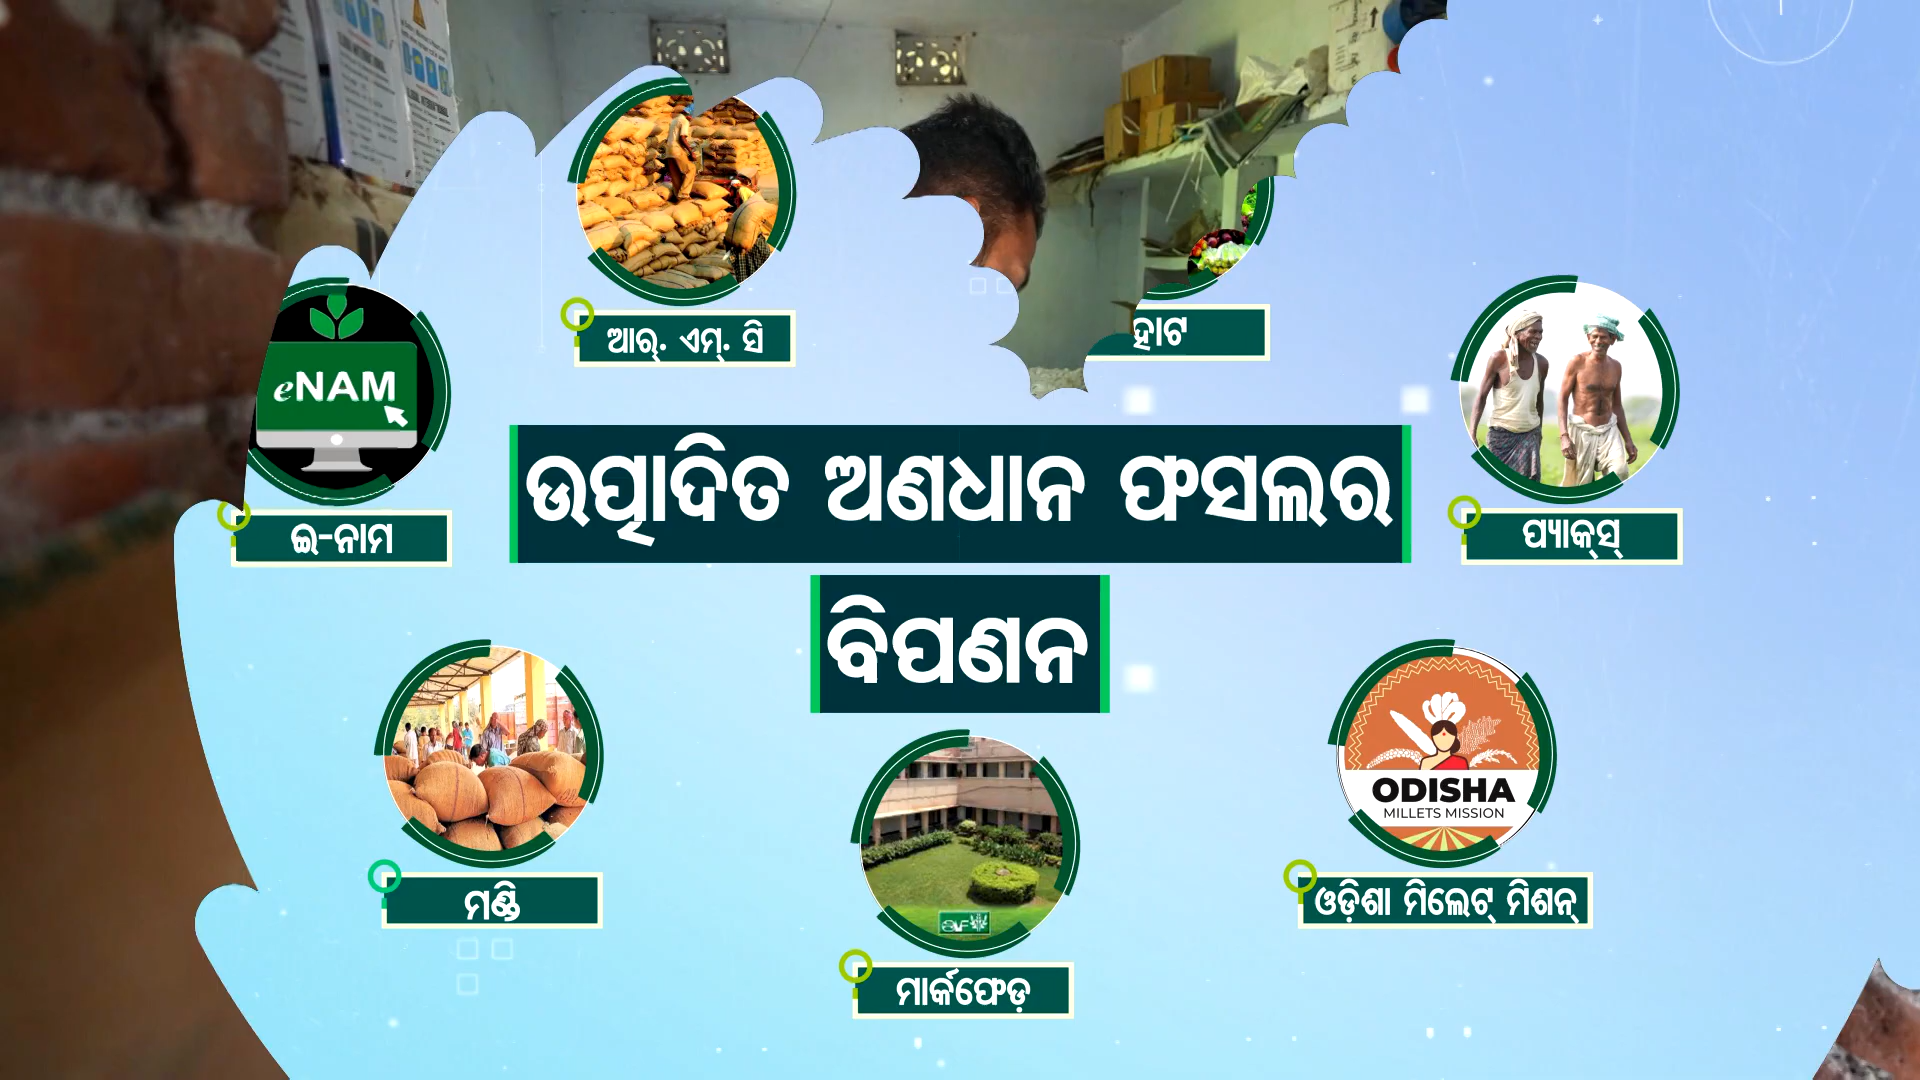 ଆର୍. ଏମ୍. ସି
ହାଟ
eNAM
ଇ-ନାମ
ଉତ୍ପାଦିତ ଅଣଧାନ ଫସଲର
ବିପଣନ
ପ୍ୟାକ୍‌ସ୍
ମଣ୍ଡି
ମାର୍କଫେଡ଼
ODISHA
MILLETS MISSION
ଓଡ଼ିଶା ମିଲେଟ୍ ମିଶନ୍